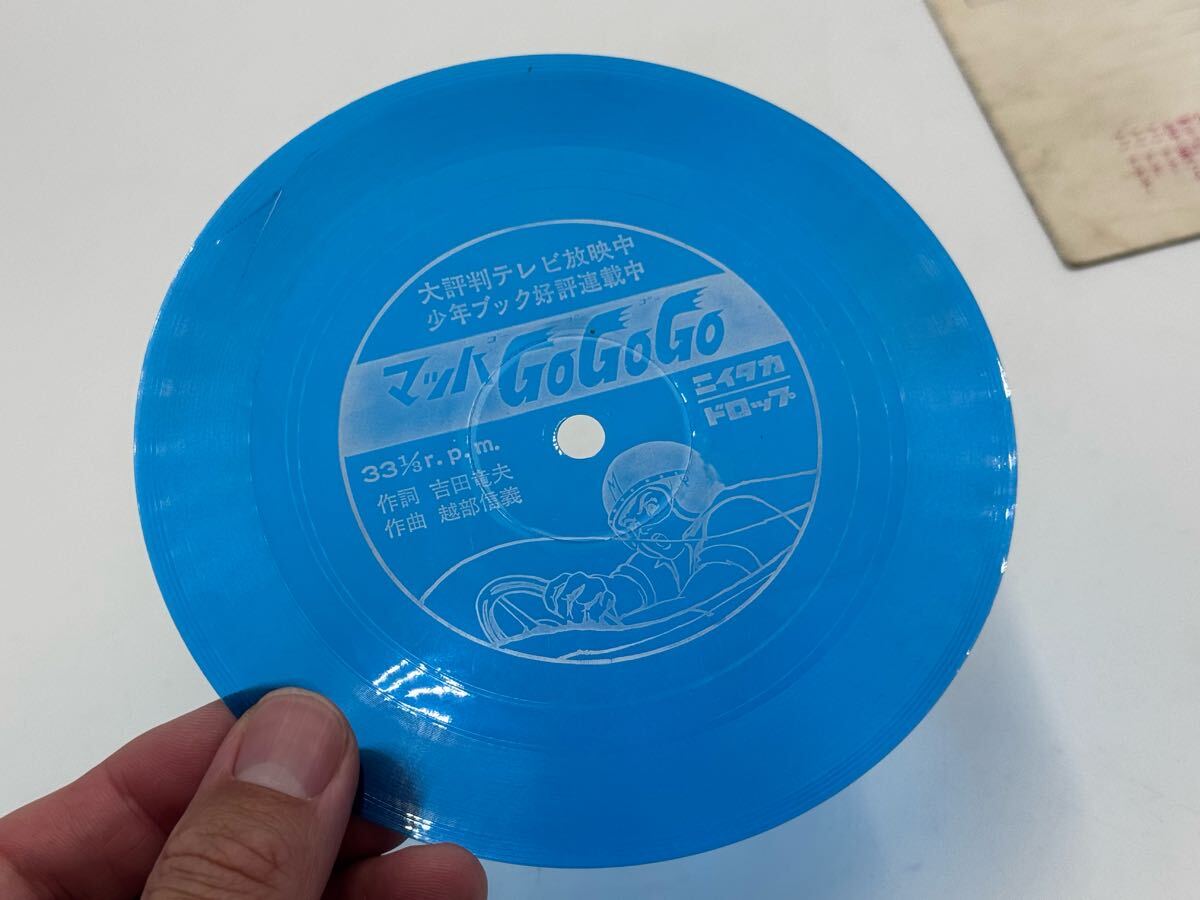 大評判テレビ放映中
少年ブック好評連載中
マッハGoGoGo
ニイタカ
ドロップ
33⅓r.p.m.
作詞 吉田竜夫
作曲 越部信義
M